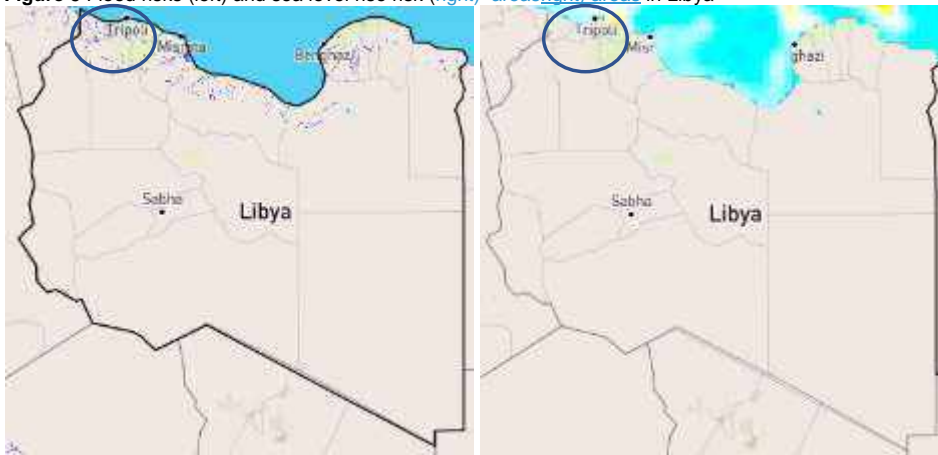 Figure Flood risks (left) and sea level rise risk (right) areasright) areas in Libya
Tripoli
Misrata
Benghazi
Sabha
Libya
Tripoli
Misr
ghazi
Sabha
Libya